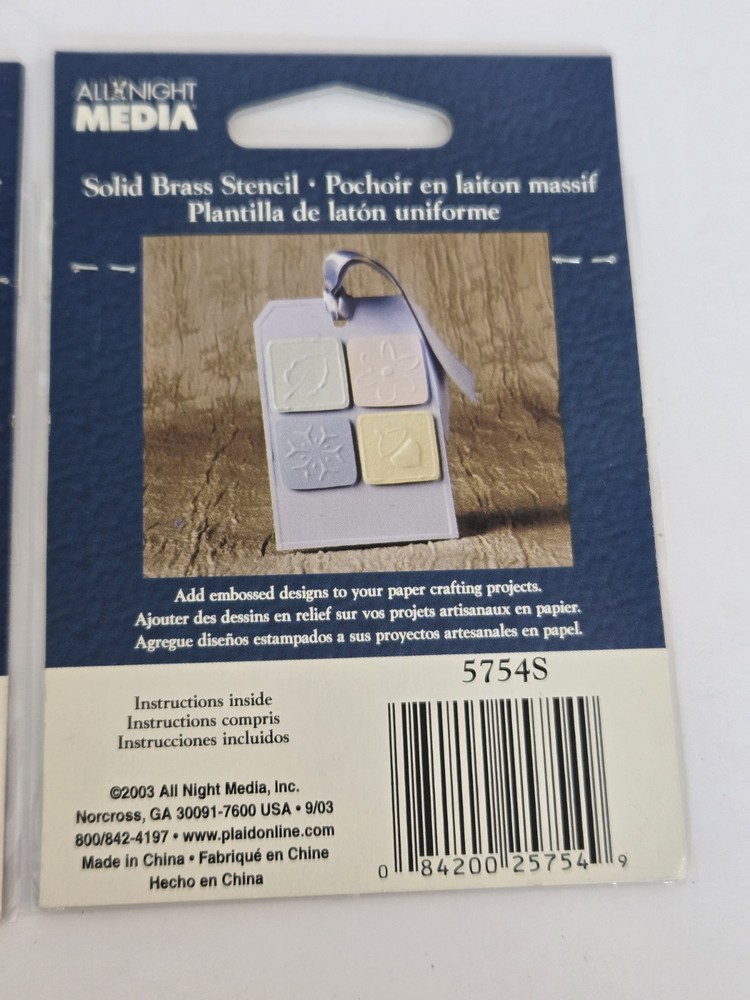 ALL NIGHT
MEDIA
Solid Brass Stencil • Pochoir en laiton massif
Plantilla de latón uniforme
Add embossed designs to your paper crafting projects.
Ajouter des dessins en relief sur vos projets artisanaux en papier.
Agregue diseños estampados a sus proyectos artesanales en papel.
5754S
Instructions inside
Instructions compris
Instrucciones incluidos
©2003 All Night Media, Inc.
Norcross, GA 30091-7600 USA • 9/03
800/842-4197 • www.plaidonline.com
Made in China • Fabriqué en Chine
Hecho en China
0 84200 25754 9